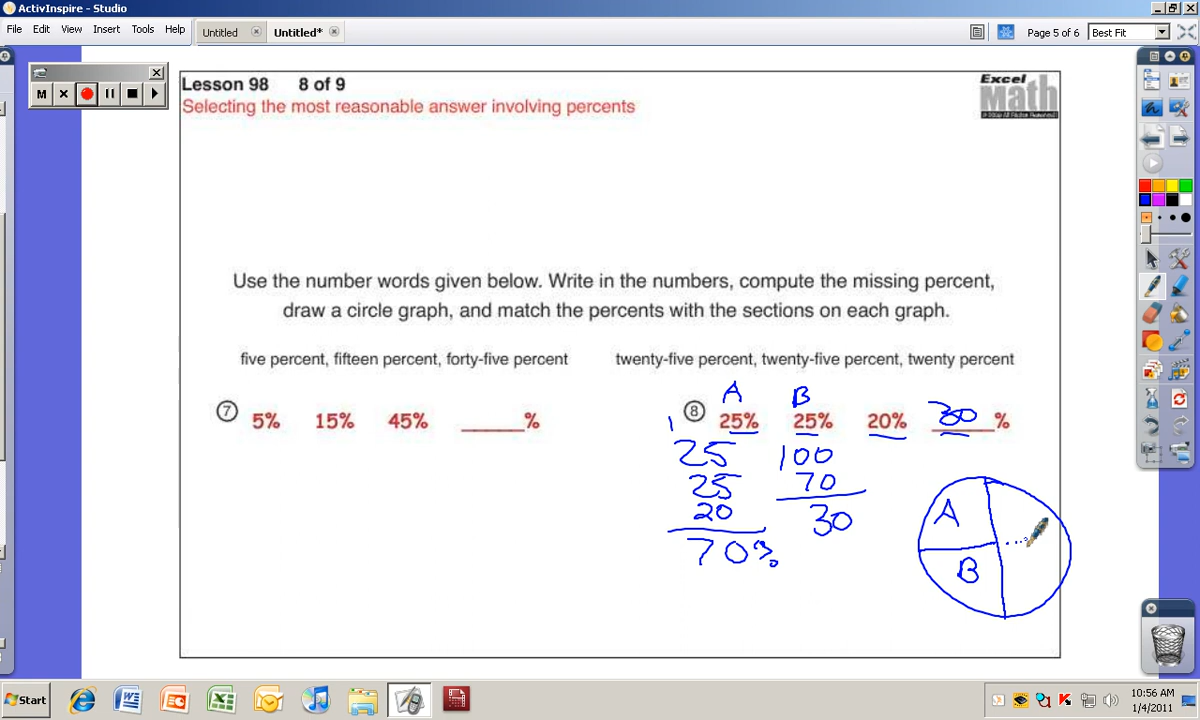 ActivInspire - Studio
File Edit View Insert Tools Help
Untitled
Untitled*
Page 5 of 6
Best Fit
M
Lesson 98 8 of 9
Selecting the most reasonable answer involving percents
Excel
Math
Use the number words given below. Write in the numbers, compute the missing percent,
draw a circle graph, and match the percents with the sections on each graph.
five percent, fifteen percent, forty-five percent
twenty-five percent, twenty-five percent, twenty percent
A B
7 5% 15% 45% ______%
8 25% 25% 20% 30%
1
25 100
25 70
20 30
70%
A
B
Start
10:56 AM
1/4/2011